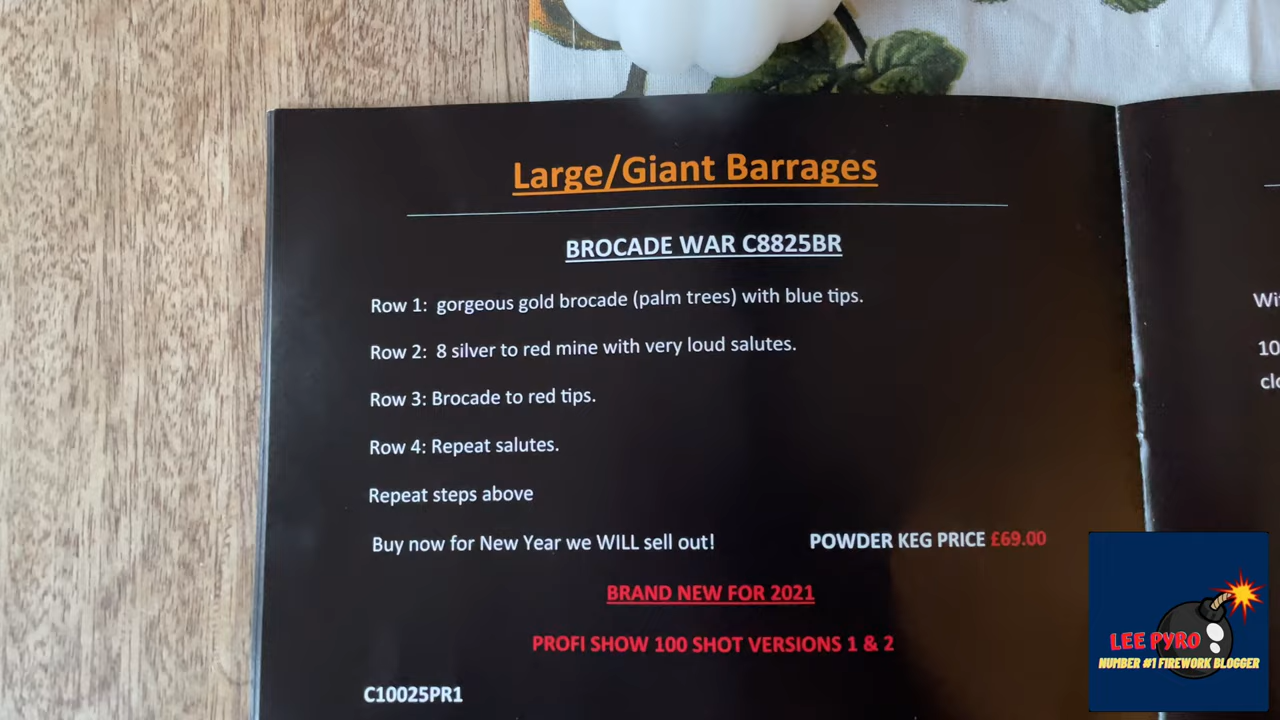 Large/Giant Barrages
BROCADE WAR C8825BR
Row 1: gorgeous gold brocade (palm trees) with blue tips.
Row 2: 8 silver to red mine with very loud salutes.
Row 3: Brocade to red tips.
Row 4: Repeat salutes.
Repeat steps above
Buy now for New Year we WILL sell out! POWDER KEG PRICE £69.00
BRAND NEW FOR 2021
PROFI SHOW 100 SHOT VERSIONS 1 & 2
C10025PR1
10
LEE PYRO
NUMBER #1 FIREWORK BLOGGER